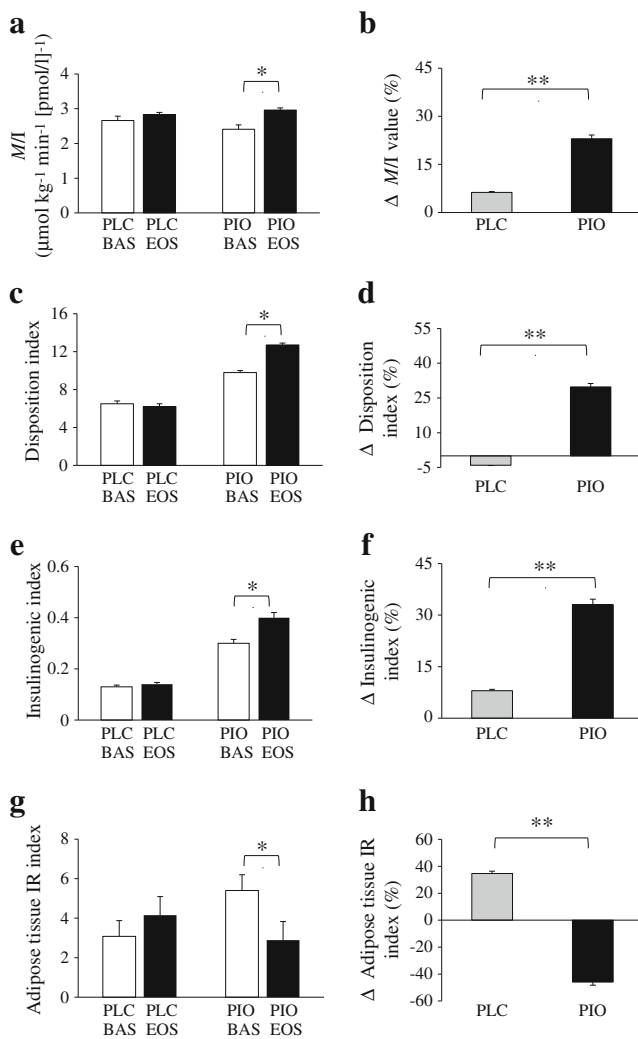 a
M/I
(µmol kg⁻¹ min⁻¹ [pmol/l]⁻¹)
4
3
2
1
0
*
PLC PLC PIO PIO
BAS EOS BAS EOS
b
Δ M/I value (%)
45
30
15
0
**
PLC PIO
c
Disposition index
16
12
8
4
0
*
PLC PLC PIO PIO
BAS EOS BAS EOS
d
Δ Disposition
index (%)
55
35
15
-5
**
PLC PIO
e
Insulinogenic index
0.6
0.4
0.2
0
*
PLC PLC PIO PIO
BAS EOS BAS EOS
f
Δ Insulinogenic
index (%)
45
30
15
0
**
PLC PIO
g
Adipose tissue IR index
8
6
4
2
0
*
PLC PLC PIO PIO
BAS EOS BAS EOS
h
Δ Adipose tissue IR
index (%)
60
40
20
0
-20
-40
-60
**
PLC PIO